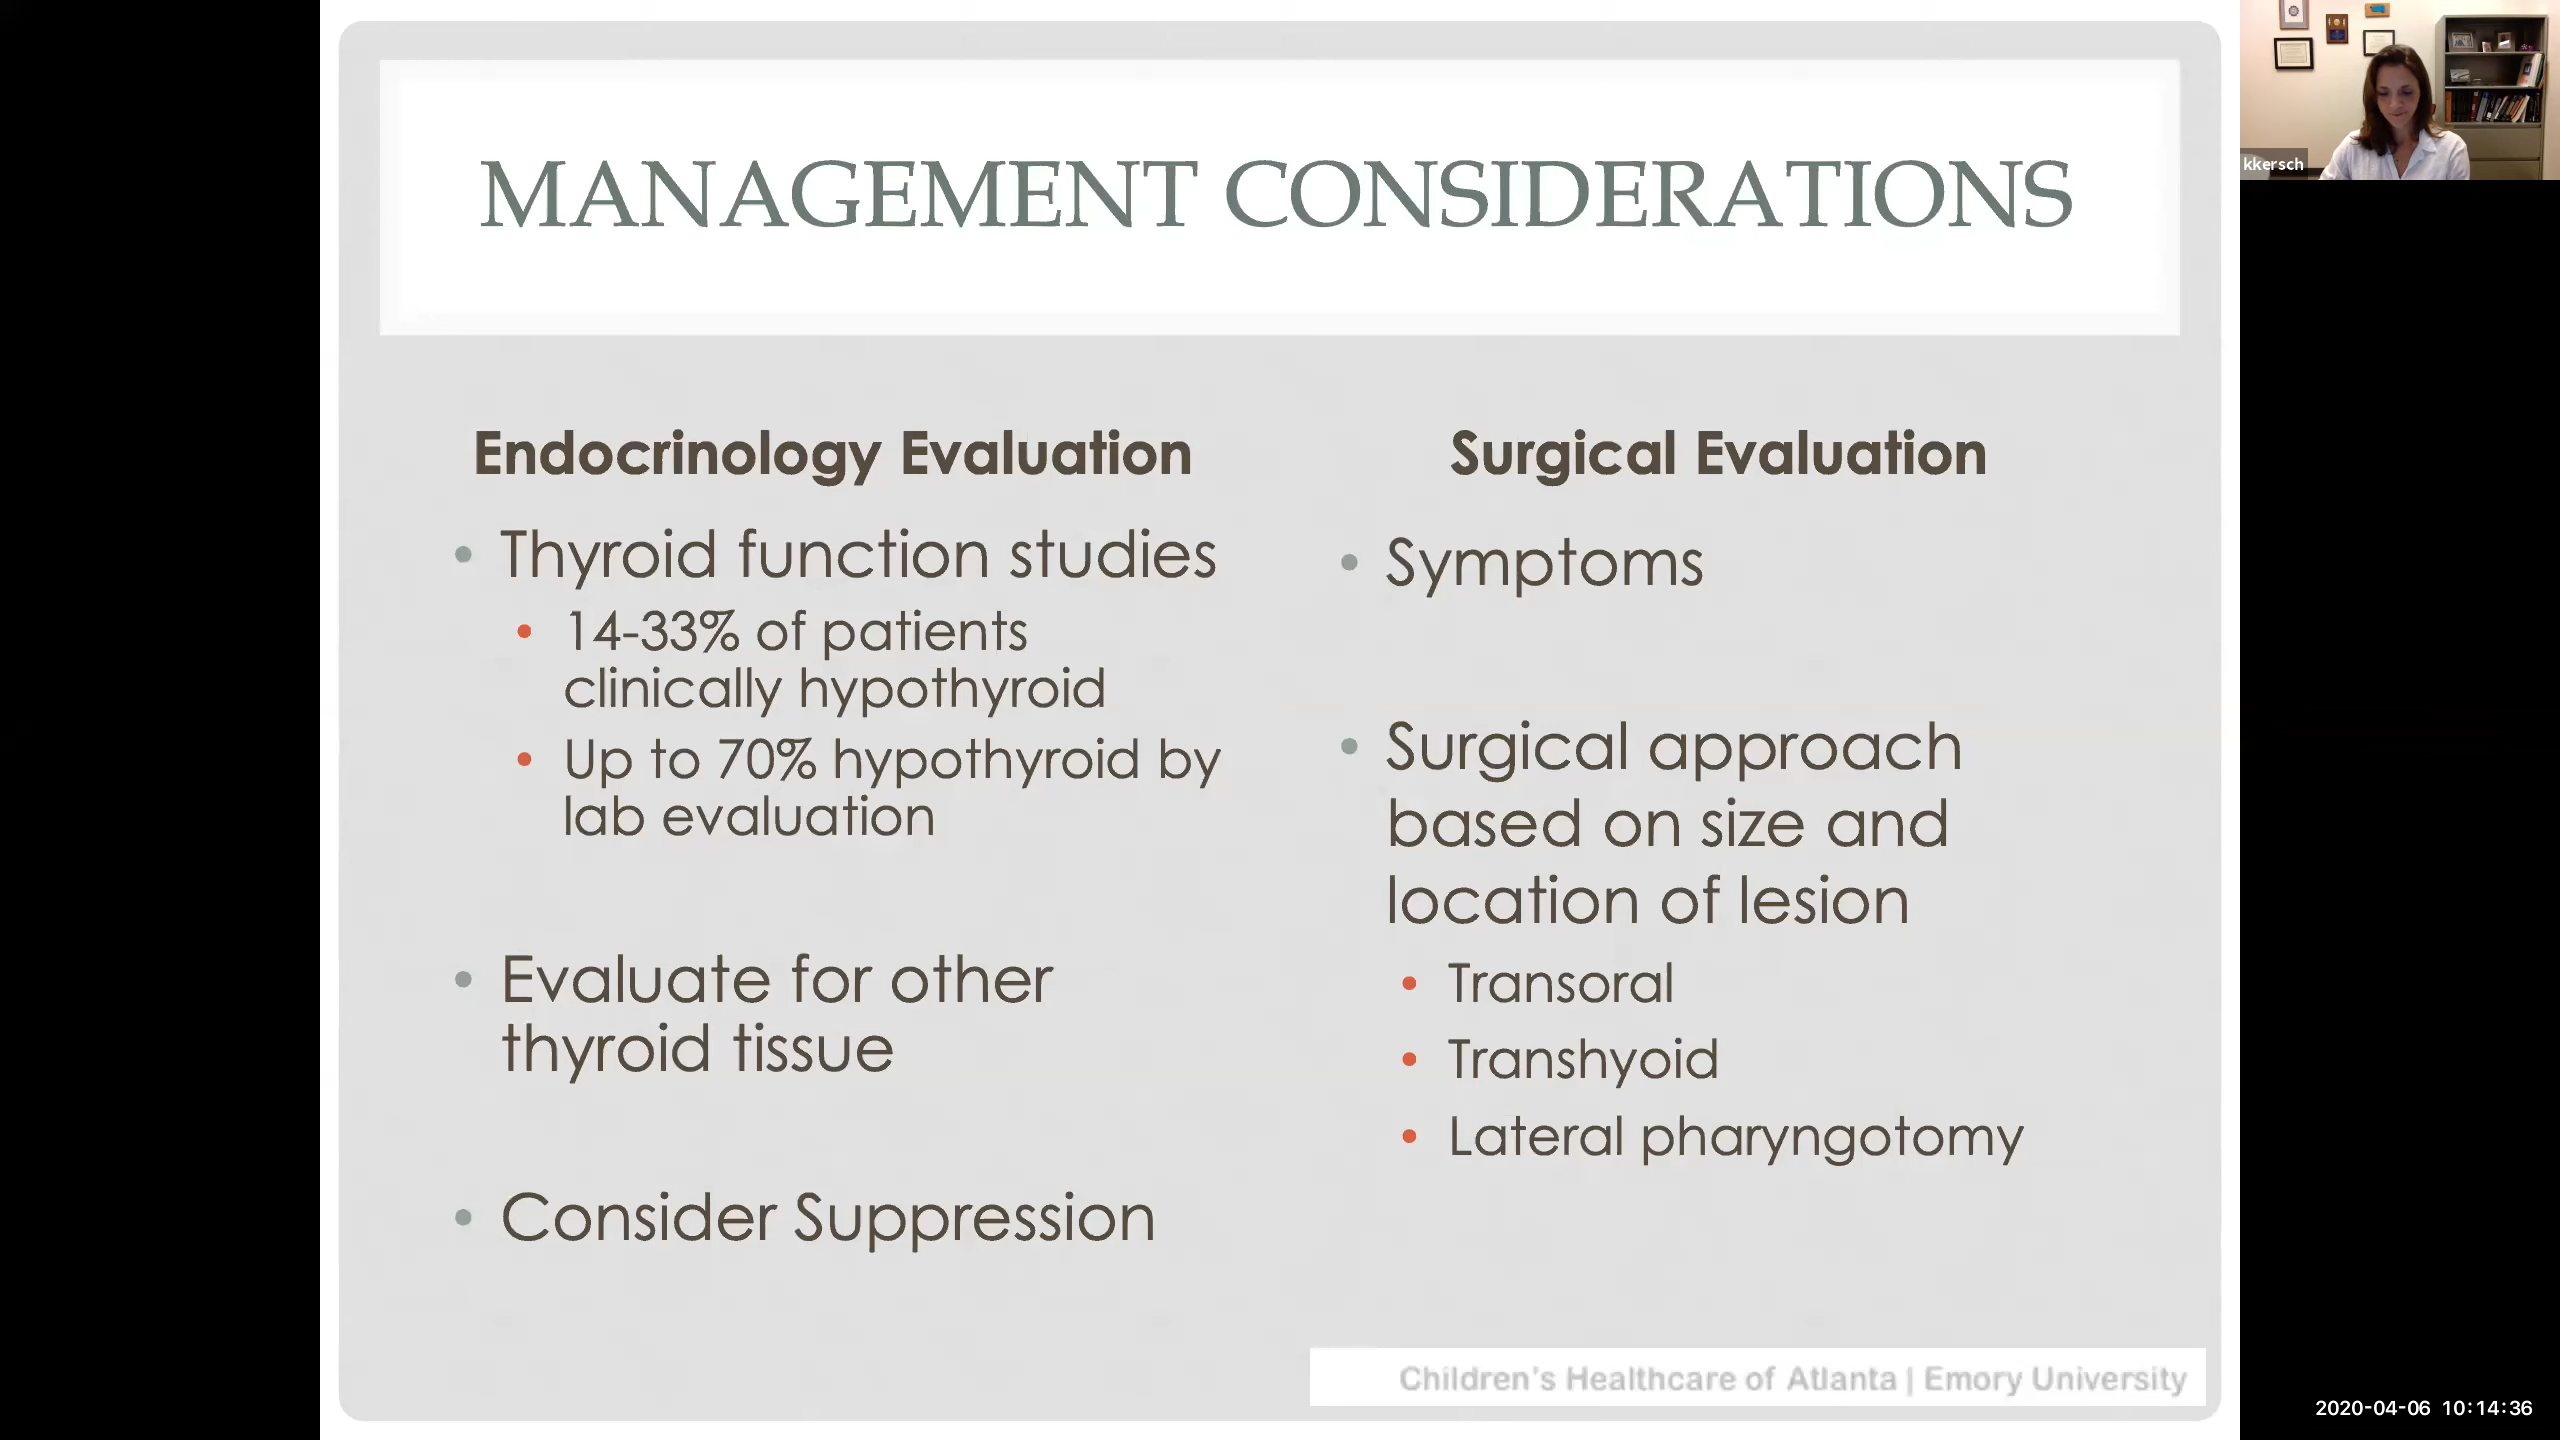 MANAGEMENT CONSIDERATIONS
Endocrinology Evaluation
• Thyroid function studies
• 14-33% of patients
clinically hypothyroid
• Up to 70% hypothyroid by
lab evaluation
• Evaluate for other
thyroid tissue
• Consider Suppression
Surgical Evaluation
• Symptoms
• Surgical approach
based on size and
location of lesion
• Transoral
• Transhyoid
• Lateral pharyngotomy
Children's Healthcare of Atlanta | Emory University
kkersch
2020-04-06 10:14:36